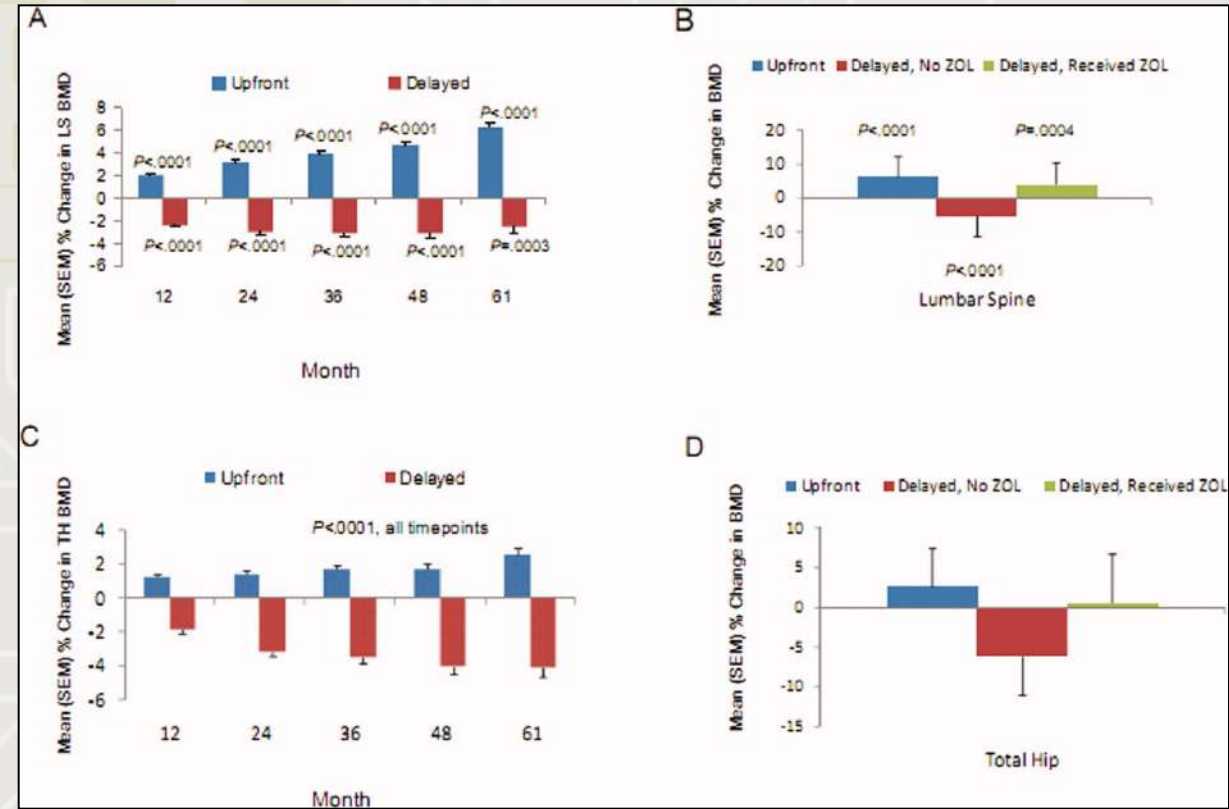 A
Upfront Delayed
Mean (SEM) % Change in LS BMD
8
6
4
2
0
-2
-4
-6
P<.0001
P<.0001
P<.0001
P<.0001
P<.0001
P<.0001
P<.0001
P<.0001
P<.0001
P=.0003
12 24 36 48 61
Month
B
Upfront Delayed, No ZOL Delayed, Received ZOL
Mean (SEM) % Change in BMD
20
10
0
-10
-20
P<.0001 P=.0004
P<.0001
Lumbar Spine
C
Upfront Delayed
Mean (SEM) % Change in TH BMD
4
2
0
-2
-4
-6
P<.0001, all timepoints
12 24 36 48 61
Month
D
Upfront Delayed, No ZOL Delayed, Received ZOL
Mean (SEM) % Change in BMD
10
5
0
-5
-10
-15
Total Hip